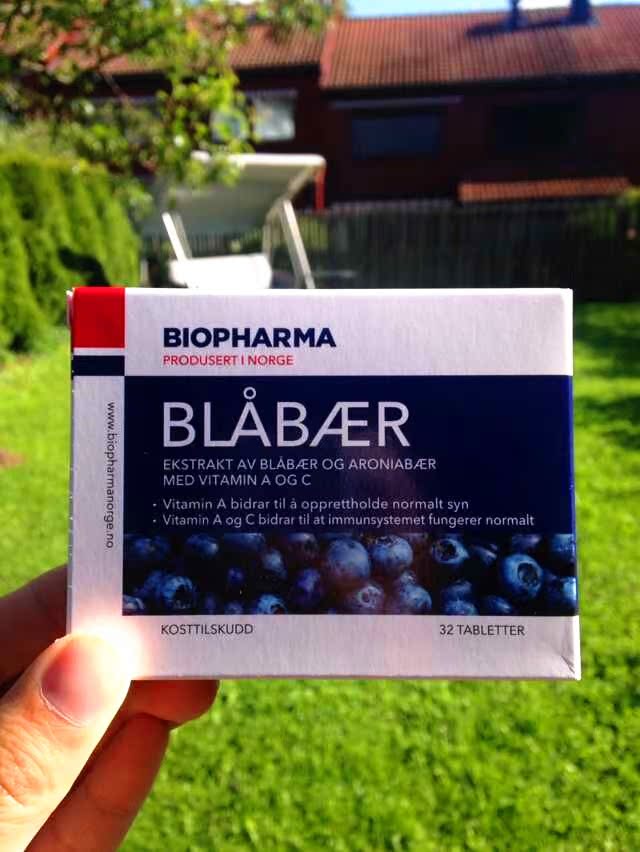 BIOPHARMA
PRODUSERT I NORGE
www.biopharmanorge.no
BLÅBÆR
EKSTRAKT AV BLÅBÆR OG ARONIABÆR
MED VITAMIN A OG C
• Vitamin A bidrar til å opprettholde normalt syn
• Vitamin A og C bidrar til at immunsystemet fungerer normalt
KOSTTILSKUDD
32 TABLETTER